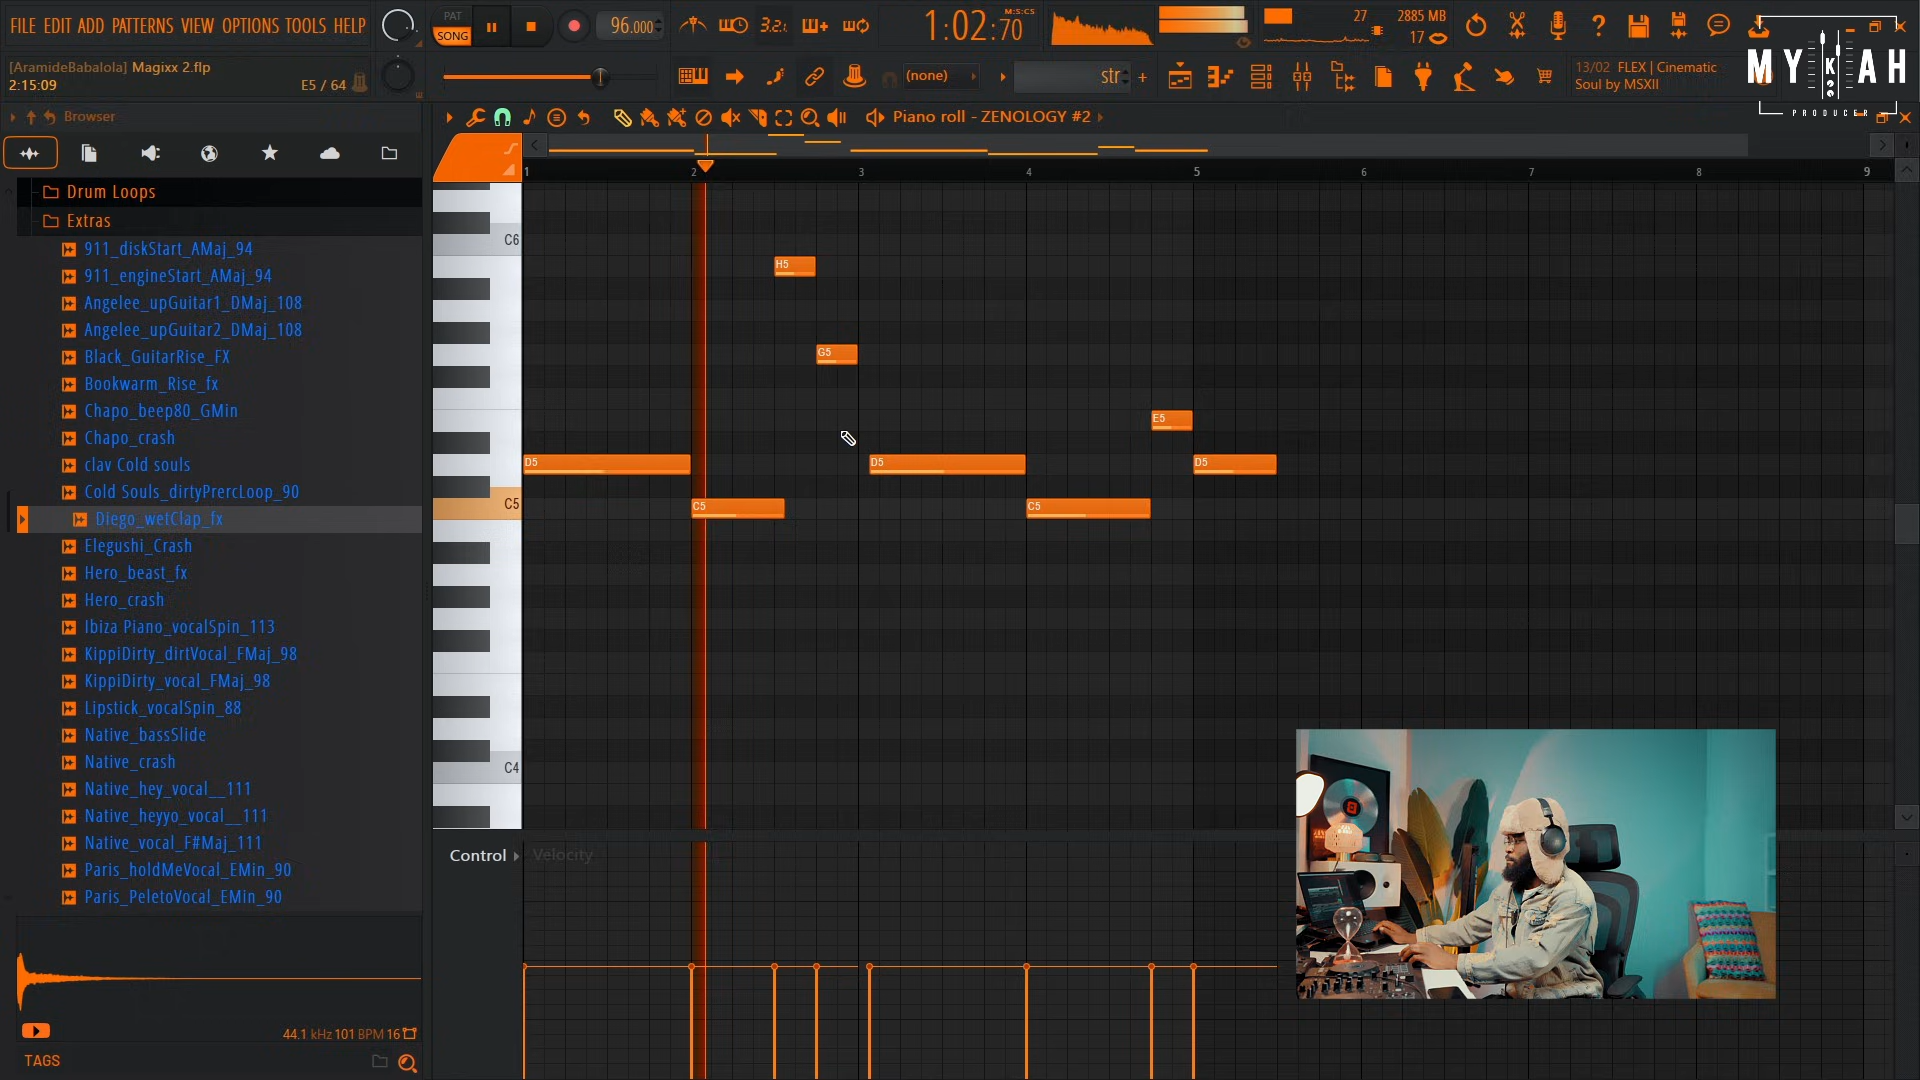 FILE EDIT ADD PATTERNS VIEW OPTIONS TOOLS HELP
PAT
SONG
96.000
3.2.1
1:02:70
M:S:CS
27
2885 MB
17
[AramideBabalola] Magixx 2.flp
2:15:09
E5 / 64
(none)
str
13/02 FLEX | Cinematic
Soul by MSXII
MYKAH
PRODUCER
Browser
Piano roll - ZENOLOGY #2
1 2 3 4 5 6 7 8 9
Drum Loops
Extras
911_diskStart_AMaj_94
911_engineStart_AMaj_94
Angelee_upGuitar1_DMaj_108
Angelee_upGuitar2_DMaj_108
Black_GuitarRise_FX
Bookwarm_Rise_fx
Chapo_beep80_GMin
Chapo_crash
clav Cold souls
Cold Souls_dirtyPrercLoop_90
Diego_wetClap_fx
Elegushi_Crash
Hero_beast_fx
Hero_crash
Ibiza Piano_vocalSpin_113
KippiDirty_dirtVocal_FMaj_98
KippiDirty_vocal_FMaj_98
Lipstick_vocalSpin_88
Native_bassSlide
Native_crash
Native_hey_vocal__111
Native_heyyo_vocal__111
Native_vocal_F#Maj_111
Paris_holdMeVocal_EMin_90
Paris_PeletoVocal_EMin_90
C6
H5
G5
E5
D5
D5
D5
C5
C5
C5
C4
Control
Velocity
44.1 kHz 101 BPM 16
TAGS